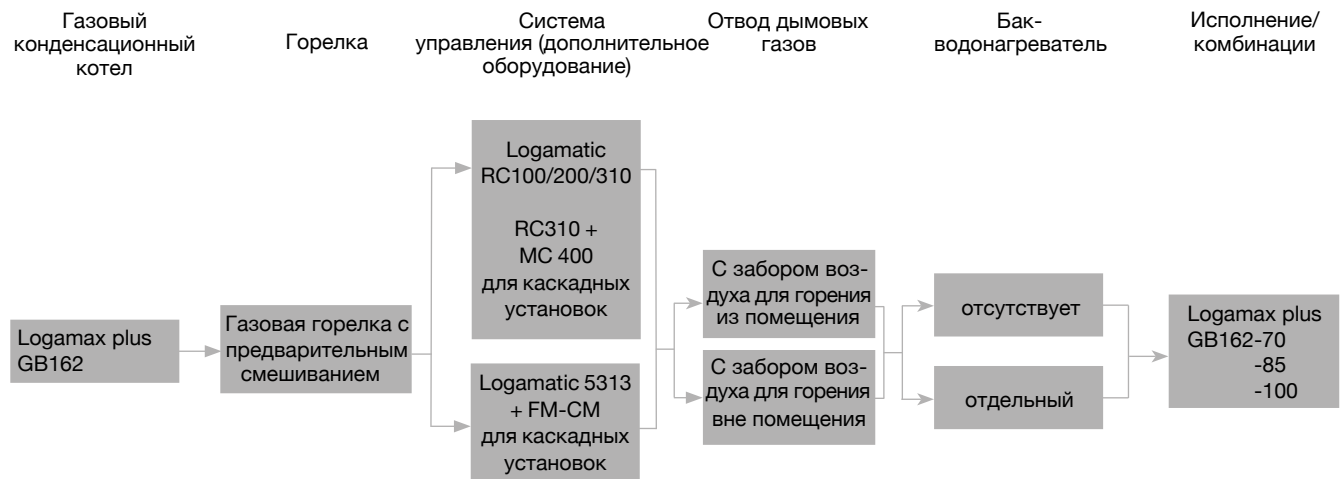 Газовый
конденсационный
котел
Горелка
Система
управления (дополнительное
оборудование)
Отвод дымовых
газов
Бак-
водонагреватель
Исполнение/
комбинации
Logamax plus
GB162
Газовая горелка с
предварительным
смешиванием
Logamatic
RC100/200/310
RC310 +
MC 400
для каскадных
установок
Logamatic 5313
+ FM-CM
для каскадных
установок
С забором воз-
духа для горения
из помещения
С забором воз-
духа для горения
вне помещения
отсутствует
отдельный
Logamax plus
GB162-70
-85
-100